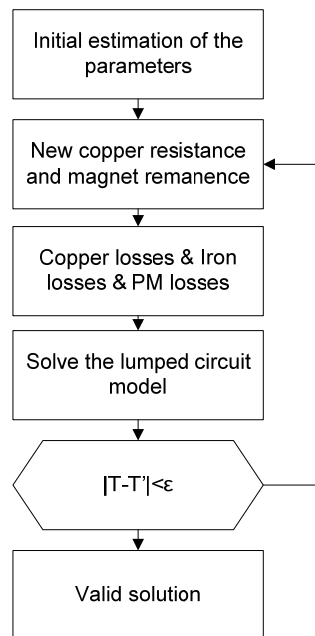 Initial estimation of the
parameters
New copper resistance
and magnet remanence
Copper losses & Iron
losses & PM losses
Solve the lumped circuit
model
|T-T'|<ε
Valid solution